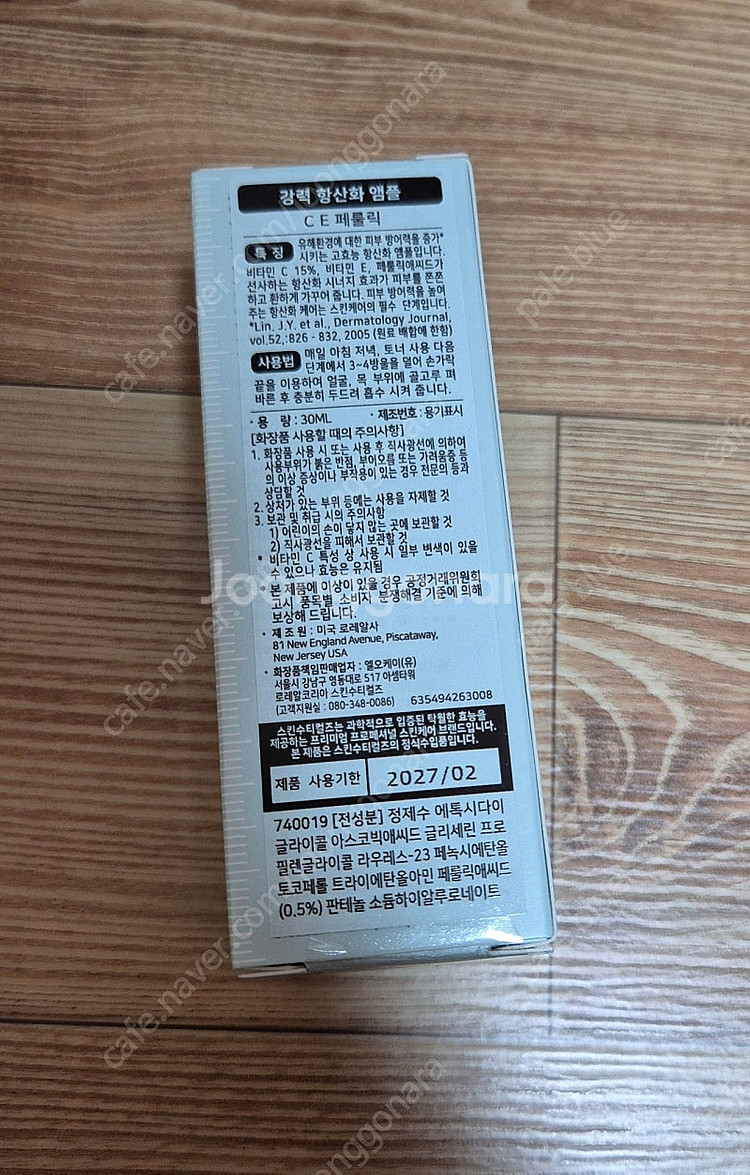 강력 항산화 앰플
C E 페룰릭
특 징 유해환경에 대한 피부 방어력을 증가*
시키는 고효능 항산화 앰플입니다.
비타민 C 15%, 비타민 E, 페룰릭애씨드가
선사하는 항산화 시너지 효과가 피부를 쫀쫀
하고 환하게 가꾸어 줍니다. 피부 방어력을 높여
주는 항산화 케어는 스킨케어의 필수 단계입니다.
*Lin. J.Y. et al., Dermatology Journal,
vol.52,:826 - 832, 2005 (원료 배합에 한함)
사용법 매일 아침 저녁, 토너 사용 다음
단계에서 3~4방울을 덜어 손가락
끝을 이용하여 얼굴, 목 부위에 골고루 펴
바른 후 충분히 두드려 흡수 시켜 줍니다.
· 용 량 : 30ML · 제조번호 : 용기표시
[화장품 사용할 때의 주의사항]
1. 화장품 사용 시 또는 사용 후 직사광선에 의하여
사용부위가 붉은 반점, 부어오름 또는 가려움증 등
의 이상 증상이나 부작용이 있는 경우 전문의 등과
상담할 것
2. 상처가 있는 부위 등에는 사용을 자제할 것
3. 보관 및 취급 시의 주의사항
1) 어린이의 손이 닿지 않는 곳에 보관할 것
2) 직사광선을 피해서 보관할 것
* 비타민 C 특성 상 사용 시 일부 변색이 있을
수 있으나 효능은 유지됨
· 본 제품에 이상이 있을 경우 공정거래위원회
고시 품목별 소비자 분쟁해결 기준에 의해
보상해 드립니다.
· 제 조 원 : 미국 로레알사
81 New England Avenue, Piscataway,
New Jersey USA
· 화장품책임판매업자 : 엘오케이(유)
서울시 강남구 영동대로 517 아셈타워
로레알코리아 스킨수티컬즈
(고객지원실 : 080-348-0086) 635494263008
스킨수티컬즈는 과학적으로 입증된 탁월한 효능을
제공하는 프리미엄 프로페셔널 스킨케어 브랜드입니다.
본 제품은 스킨수티컬즈의 정식수입품입니다.
제품 사용기한 2027/02
740019 [전성분] 정제수 에톡시다이
글라이콜 아스코빅애씨드 글리세린 프로
필렌글라이콜 라우레스-23 페녹시에탄올
토코페롤 트라이에탄올아민 페룰릭애씨드
(0.5%) 판테놀 소듐하이알루로네이트
Joonggonara
cafe.naver.com/joonggonara
pale blue